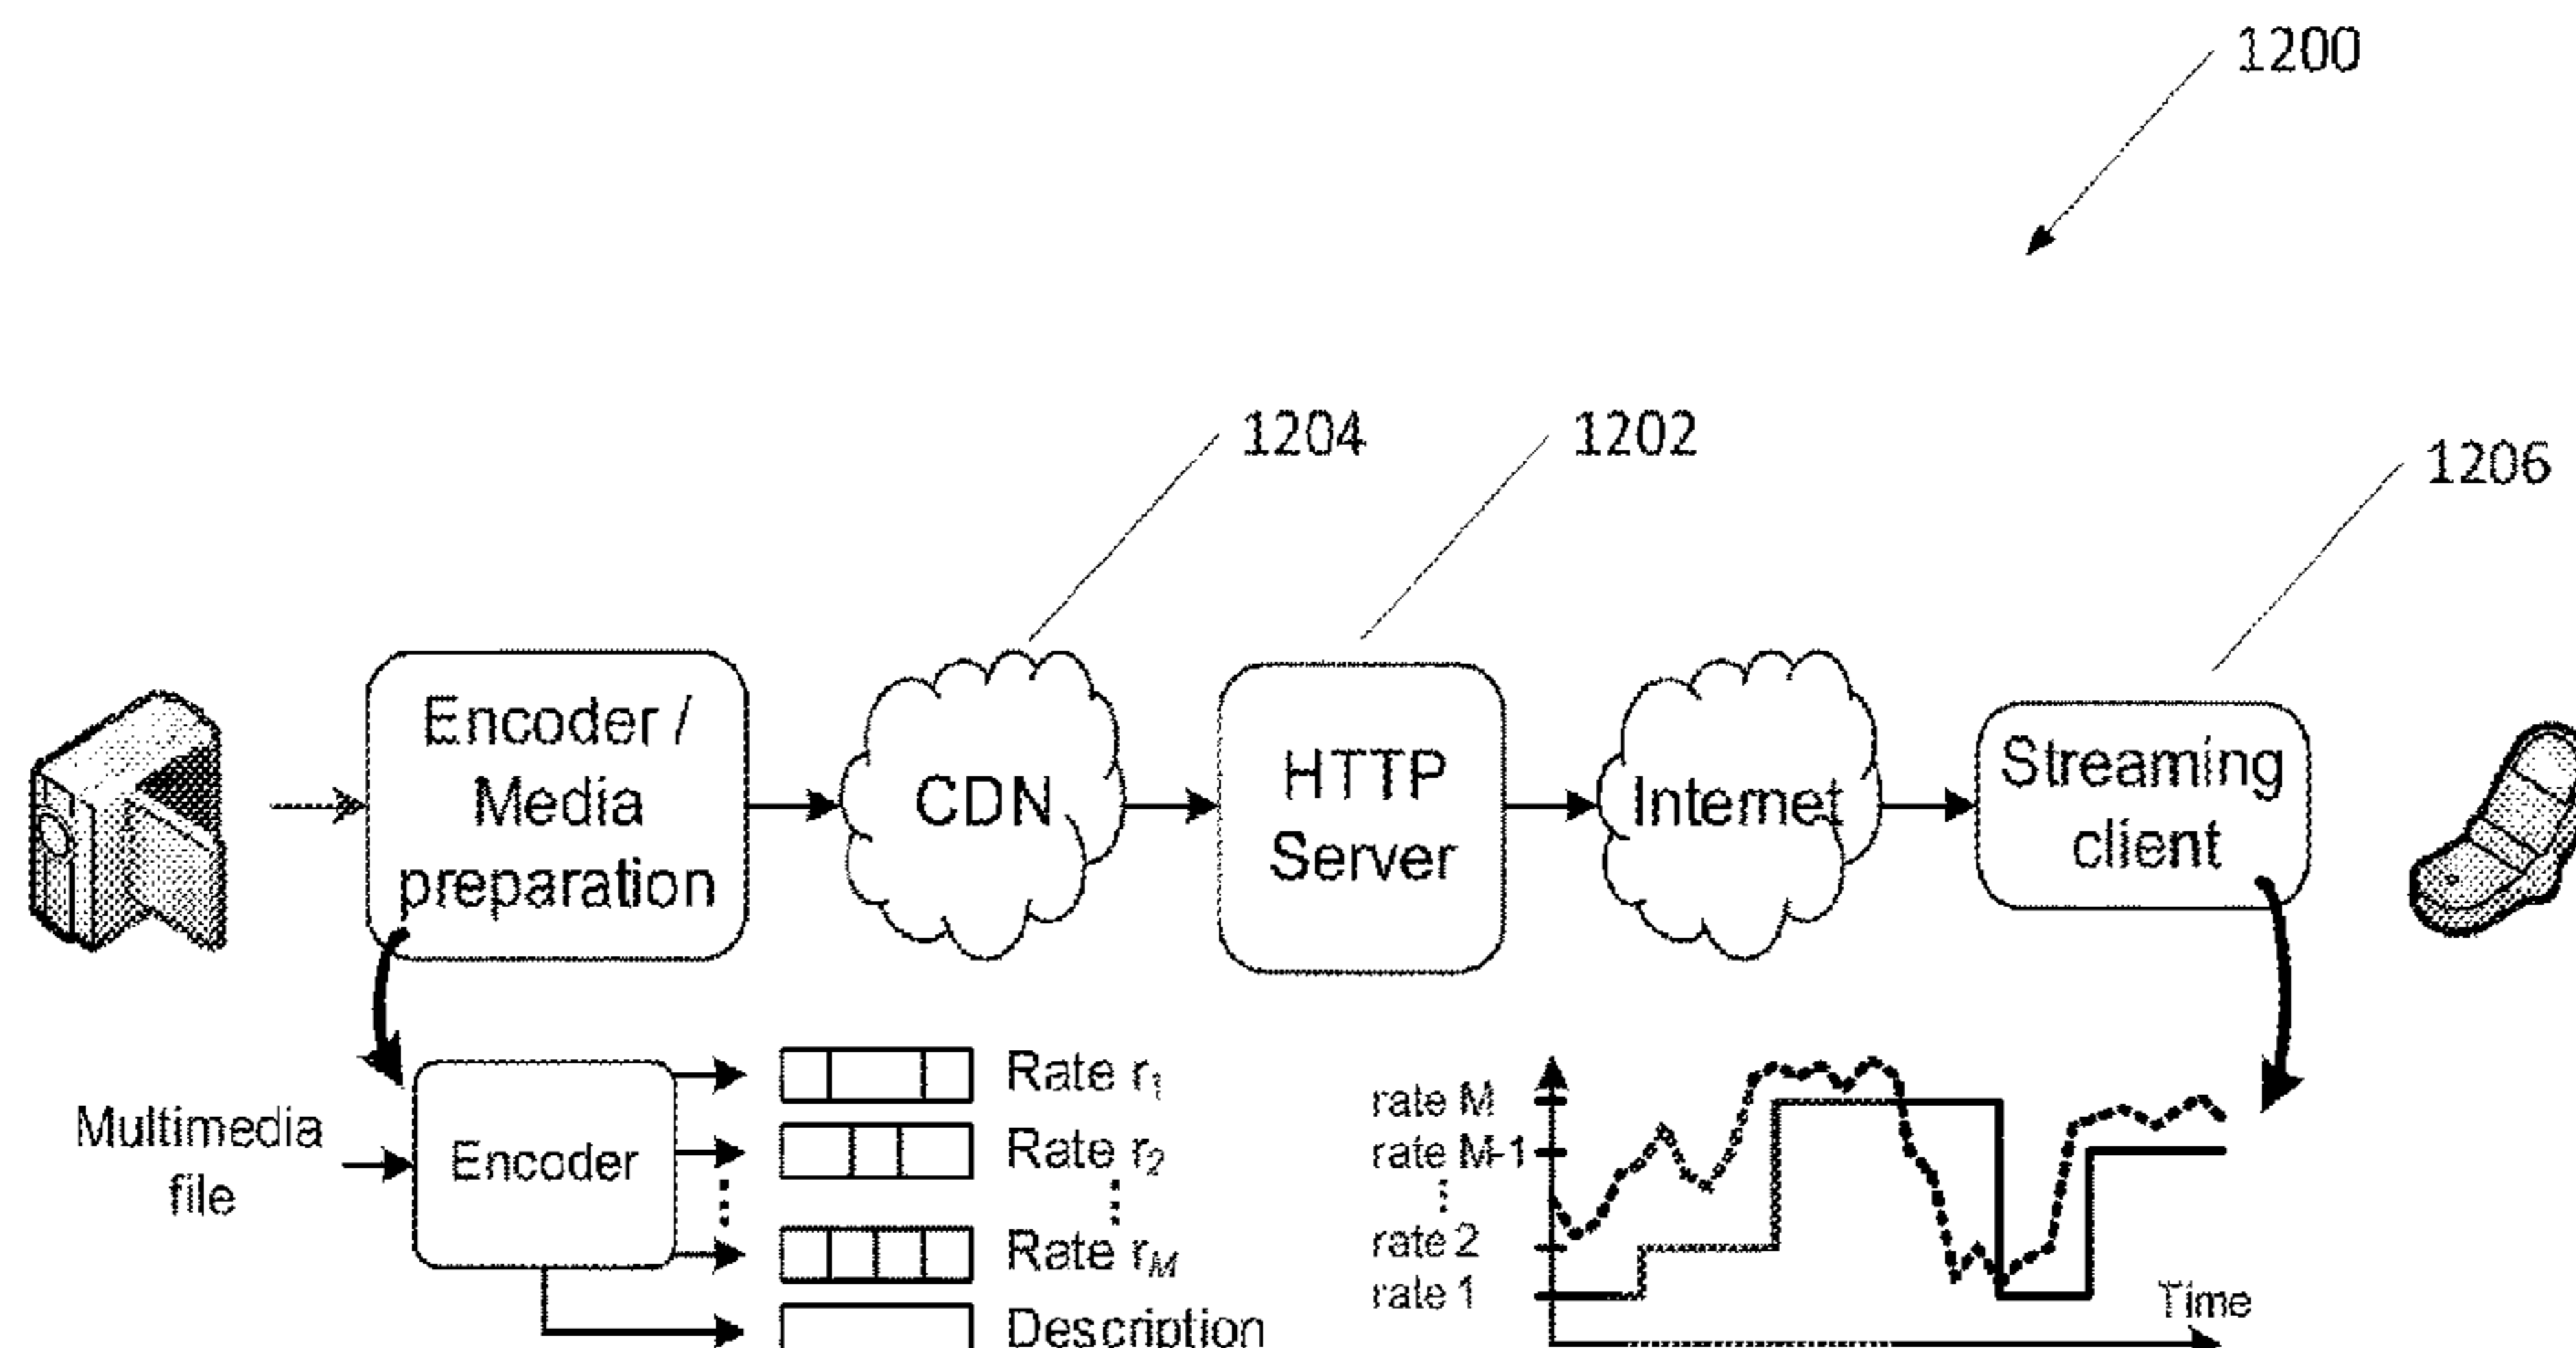 1200
1204
1202
1206
Encoder /
Media
preparation
CDN
HTTP
Server
Internet
Streaming
client
Multimedia
file
Encoder
Rate r1
Rate r2
Rate rM
Description
rate M
rate M-1
rate 2
rate 1
Time